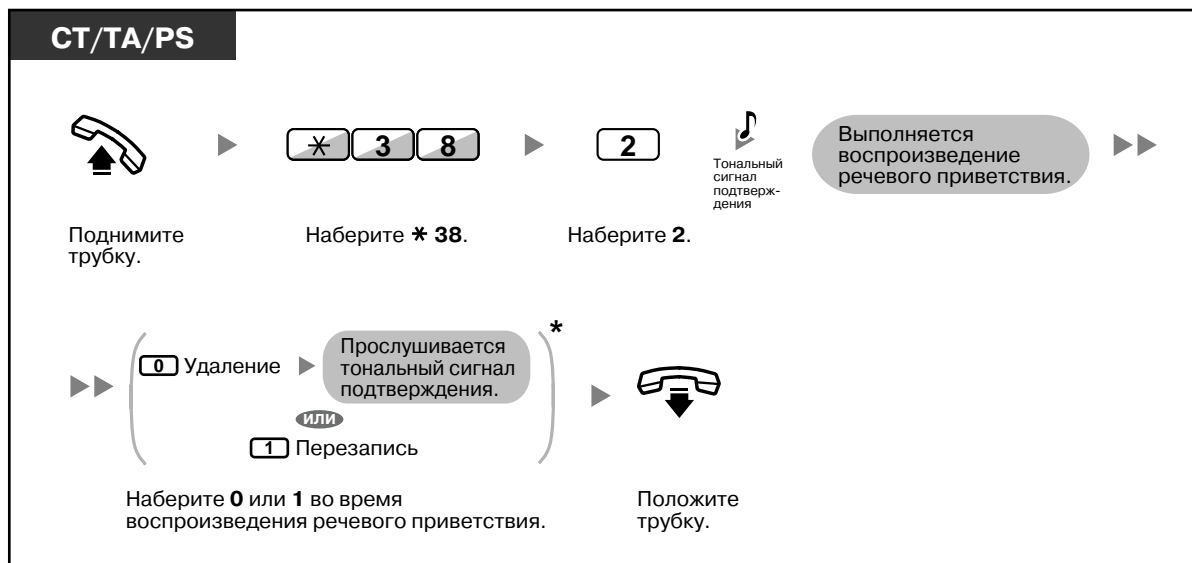 CT/TA/PS
* 3 8
2
Тональный
сигнал
подтверж-
дения
Выполняется
воспроизведение
речевого приветствия.
Поднимите
трубку.
Наберите * 38.
Наберите 2.
0 Удаление
Прослушивается
тональный сигнал
подтверждения.
*
или
1 Перезапись
Наберите 0 или 1 во время
воспроизведения речевого приветствия.
Положите
трубку.